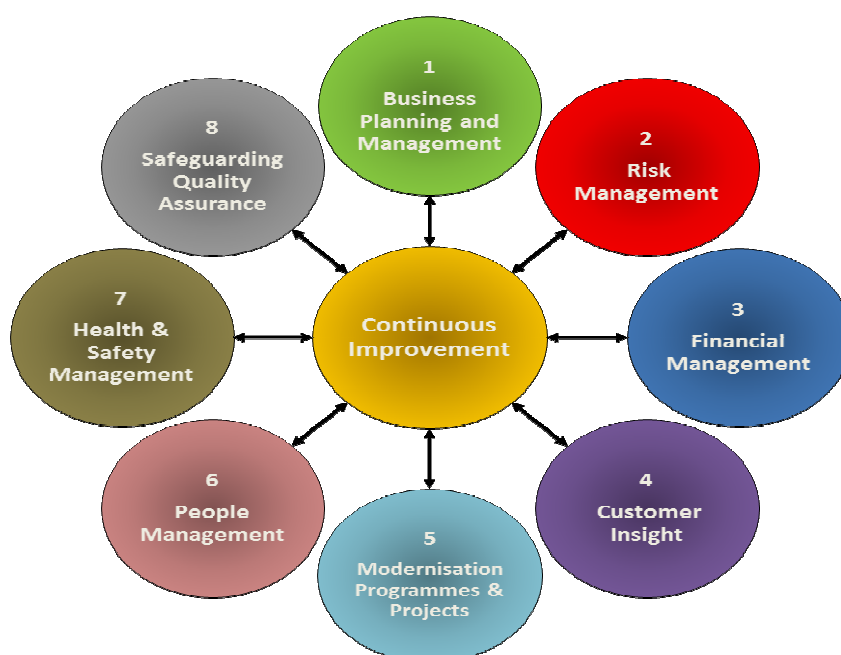 1
Business
Planning and
Management
2
Risk
Management
3
Financial
Management
4
Customer
Insight
5
Modernisation
Programmes &
Projects
6
People
Management
7
Health &
Safety
Management
8
Safeguarding
Quality
Assurance
Continuous
Improvement